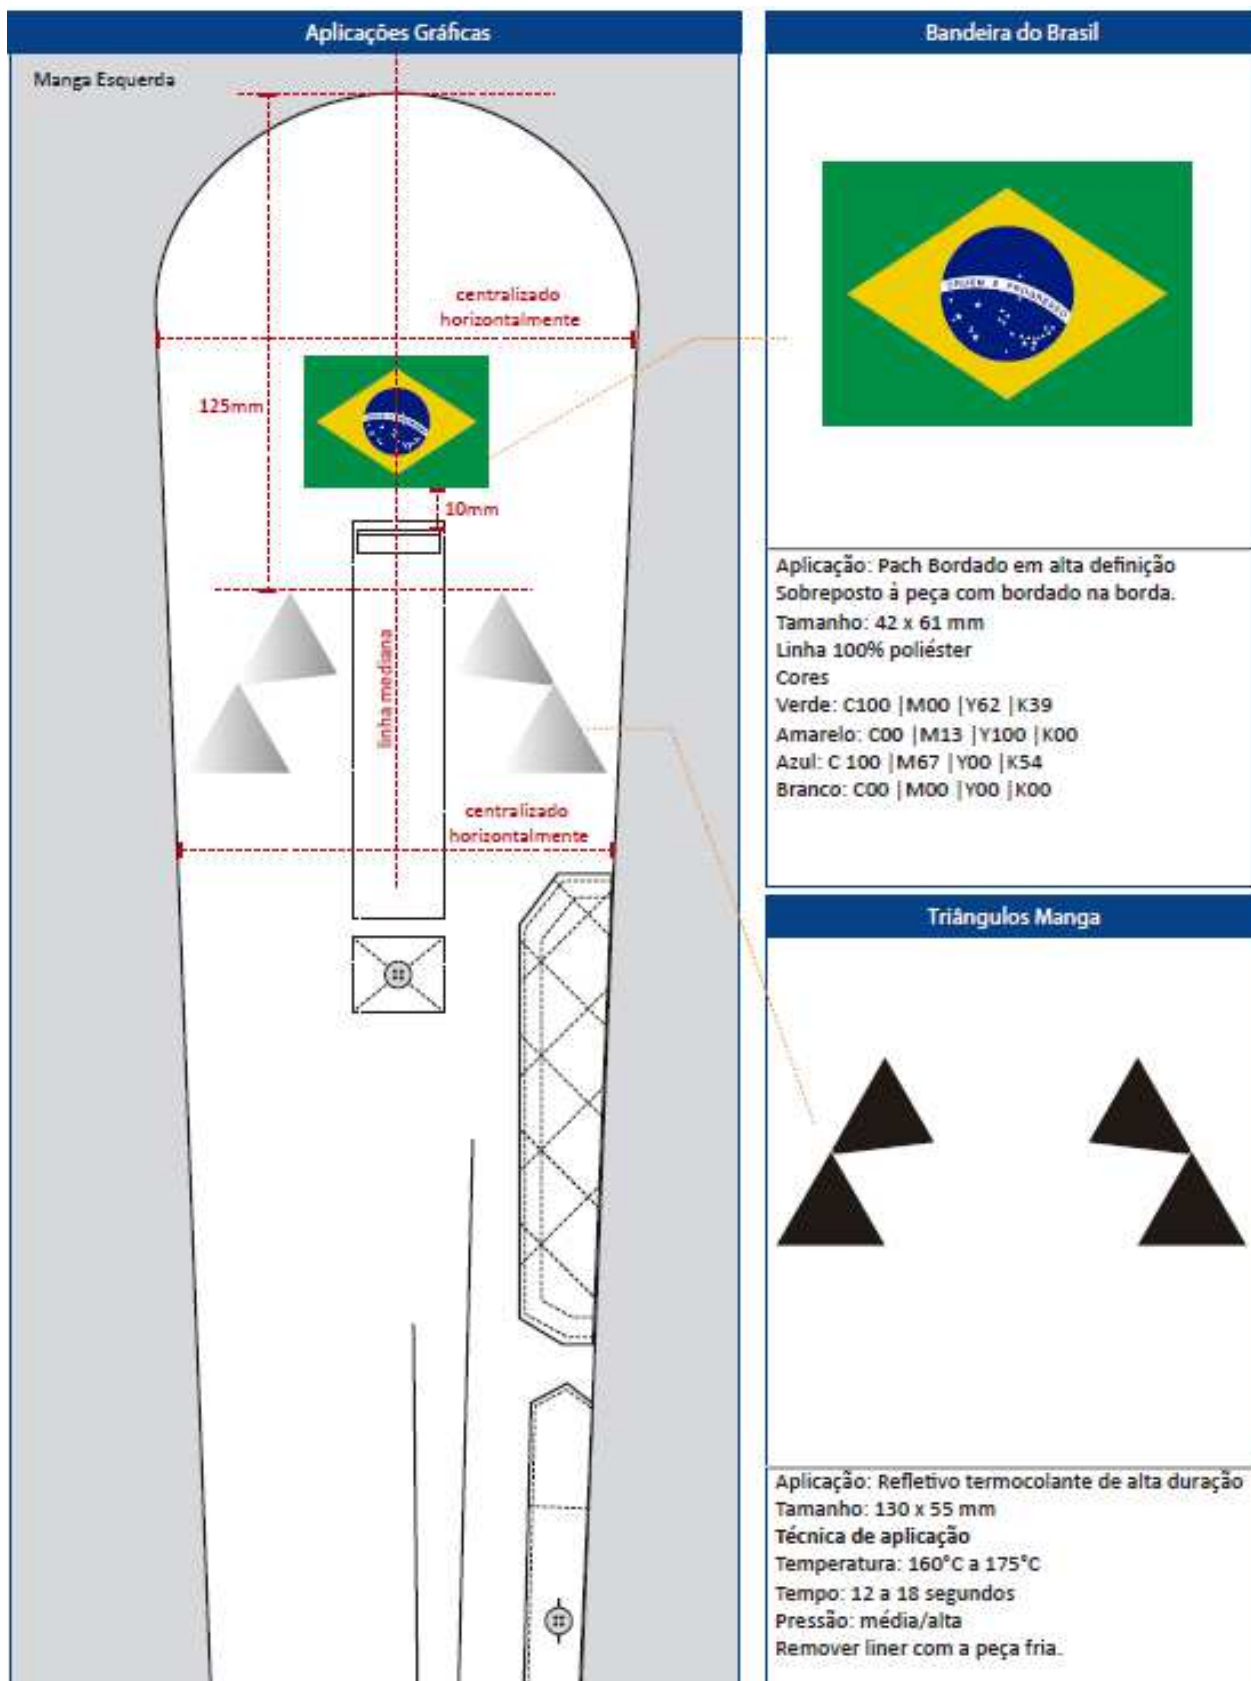 Aplicações Gráficas
Manga Esquerda
centralizado
horizontalmente
125mm
10mm
linha mediana
centralizado
horizontalmente
Bandeira do Brasil
ORDEM E PROGRESSO
Aplicação: Pach Bordado em alta definição
Sobreposto à peça com bordado na borda.
Tamanho: 42 x 61 mm
Linha 100% poliéster
Cores
Verde: C100 |M00 |Y62 |K39
Amarelo: C00 |M13 |Y100 |K00
Azul: C 100 |M67 |Y00 |K54
Branco: C00 |M00 |Y00 |K00
Triângulos Manga
Aplicação: Refletivo termocolante de alta duração
Tamanho: 130 x 55 mm
Técnica de aplicação
Temperatura: 160°C a 175°C
Tempo: 12 a 18 segundos
Pressão: média/alta
Remover liner com a peça fria.